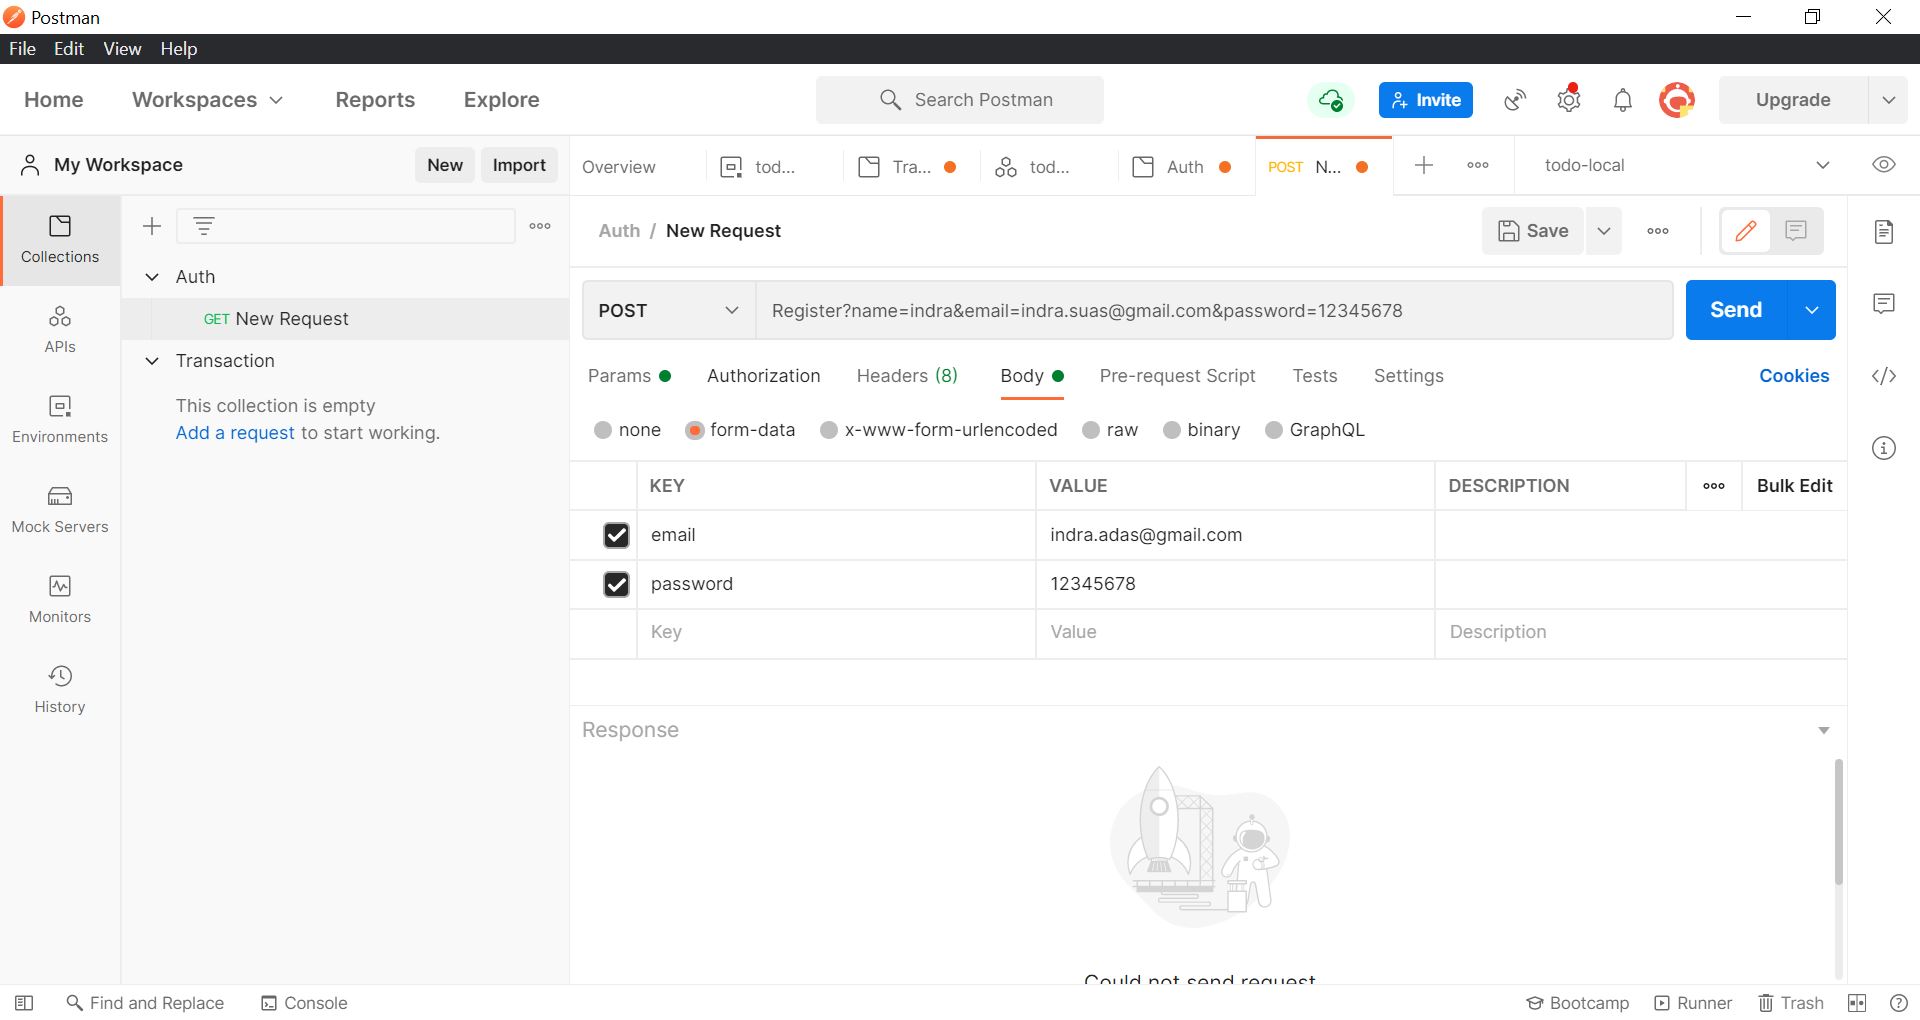 Postman
File Edit View Help
Home Workspaces Reports Explore Search Postman Invite Upgrade
My Workspace New Import Overview tod... Tra... tod... Auth POST N... todo-local
Collections
APIs
Environments
Mock Servers
Monitors
History
Auth
GET New Request
Transaction
This collection is empty
Add a request to start working.
Auth / New Request Save
POST Register?name=indra&email=indra.suas@gmail.com&password=12345678 Send
Params Authorization Headers (8) Body Pre-request Script Tests Settings Cookies
none form-data x-www-form-urlencoded raw binary GraphQL
KEY VALUE DESCRIPTION Bulk Edit
email indra.adas@gmail.com
password 12345678
Key Value Description
Response
Could not send request
Find and Replace Console Bootcamp Runner Trash